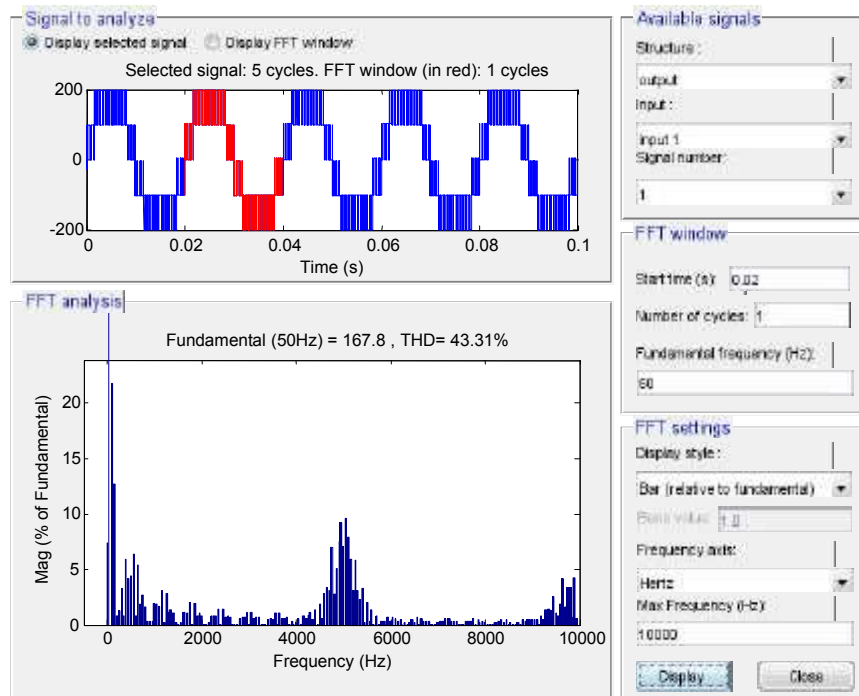 Signal to analyze
Display selected signal Display FFT window
Selected signal: 5 cycles. FFT window (in red): 1 cycles
200
0
-200
0 0.02 0.04 0.06 0.08 0.1
Time (s)
FFT analysis
Fundamental (50Hz) = 167.8 , THD= 43.31%
Mag (% of Fundamental)
20
15
10
5
0
0 2000 4000 6000 8000 10000
Frequency (Hz)
Available signals
Structure :
output
Input :
input 1
Signal number:
1
FFT window
Start time (s): 0.02
Number of cycles: 1
Fundamental frequency (Hz):
FFT settings
Display style :
Bar (relative to fundamental)
Base value: 1.0
Frequency axis:
Hertz
Max Frequency (Hz):
10000
Display Close